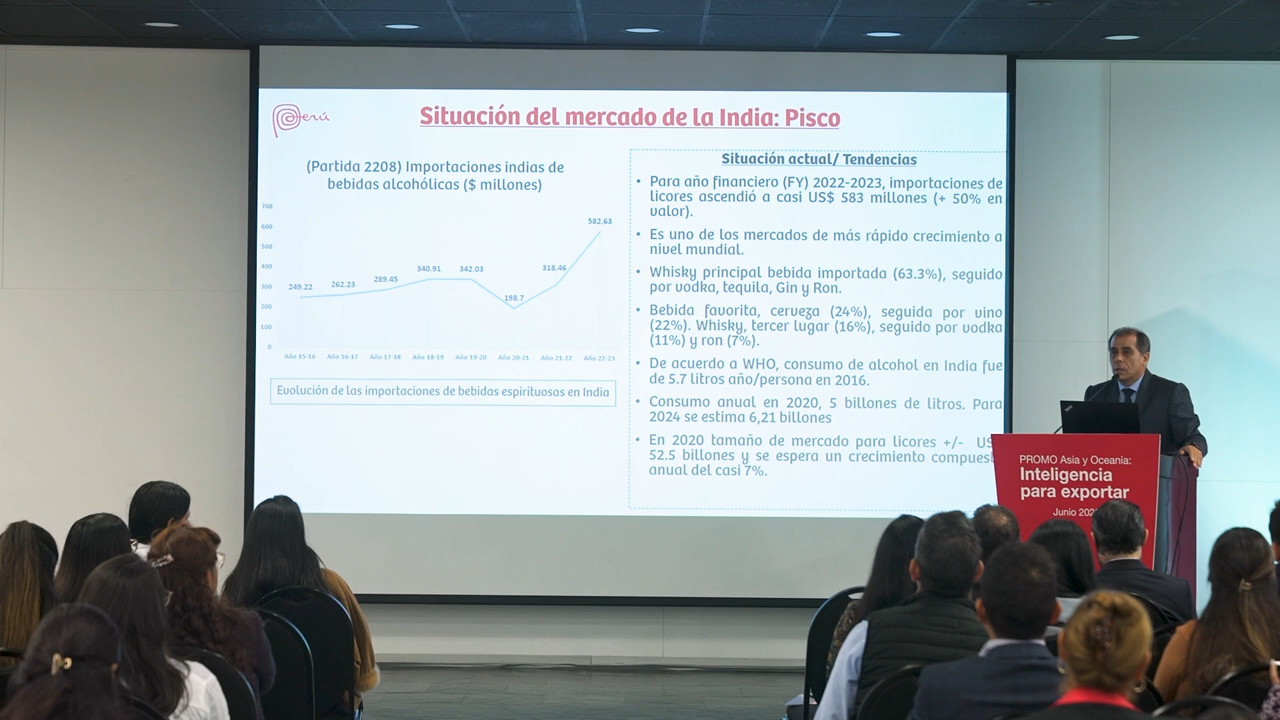 Perú
Situación del mercado de la India: Pisco
(Partida 2208) Importaciones indias de
bebidas alcohólicas ($ millones)
700
600
500
400
300
200
100
0
249.22
262.23
289.45
340.91
342.03
198.7
318.46
582.63
Año 15-16
Año 16-17
Año 17-18
Año 18-19
Año 19-20
Año 20-21
Año 21-22
Año 22-23
Evolución de las importaciones de bebidas espirituosas en India
Situación actual/ Tendencias
• Para año financiero (FY) 2022-2023, importaciones de
licores ascendió a casi US$ 583 millones (+ 50% en
valor).
• Es uno de los mercados de más rápido crecimiento a
nivel mundial.
• Whisky principal bebida importada (63.3%), seguido
por vodka, tequila, Gin y Ron.
• Bebida favorita, cerveza (24%), seguida por vino
(22%). Whisky, tercer lugar (16%), seguido por vodka
(11%) y ron (7%).
• De acuerdo a WHO, consumo de alcohol en India fue
de 5.7 litros año/persona en 2016.
• Consumo anual en 2020, 5 billones de litros. Para
2024 se estima 6,21 billones
• En 2020 tamaño de mercado para licores +/-
52.5 billones y se espera un crecimiento
anual del casi 7%.
PROMO Asia y Oceanía:
Inteligencia
para exportar
Junio